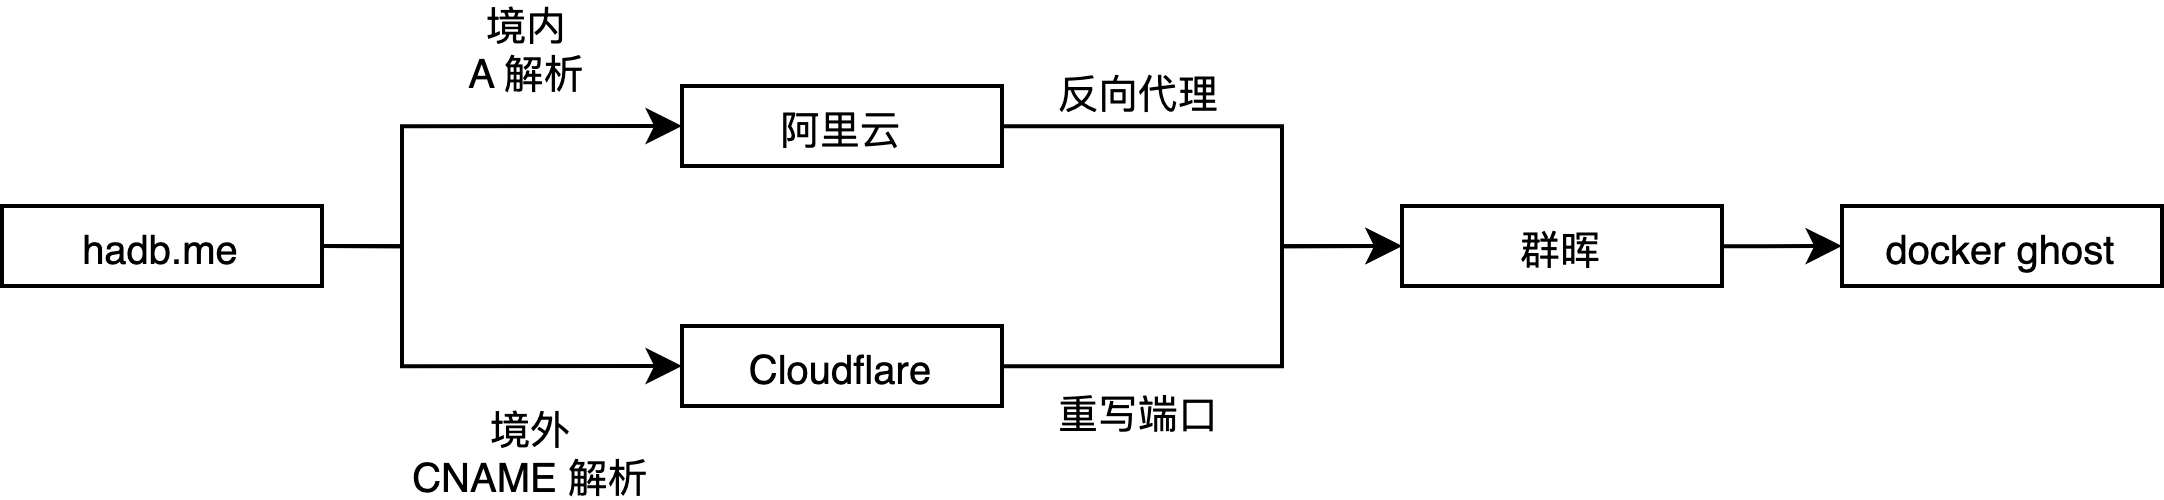 境内
A 解析
阿里云
反向代理
hadb.me
群晖
docker ghost
Cloudflare
重写端口
境外
CNAME 解析